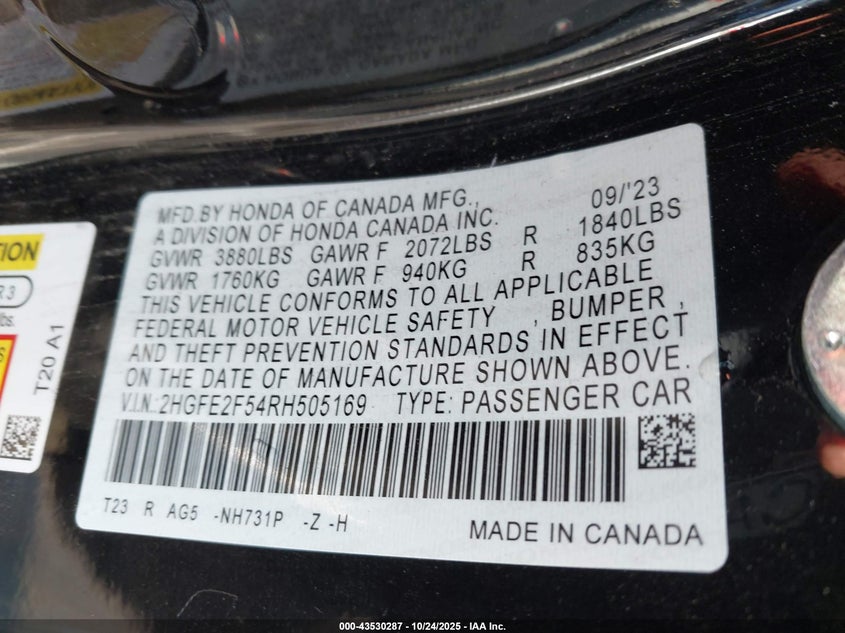 MFD.BY HONDA OF CANADA MFG., 09/'23
A DIVISION OF HONDA CANADA INC.
GVWR 3880LBS GAWR F 2072LBS R 1840LBS
GVWR 1760KG GAWR F 940KG R 835KG
THIS VEHICLE CONFORMS TO ALL APPLICABLE
FEDERAL MOTOR VEHICLE SAFETY , BUMPER ,
AND THEFT PREVENTION STANDARDS IN EFFECT
ON THE DATE OF MANUFACTURE SHOWN ABOVE.
V.I.N.:2HGFE2F54RH505169 TYPE: PASSENGER CAR
T23 R AG5 -NH731P -Z -H
MADE IN CANADA
T20 A1
000-43530287 - 10/24/2025 - IAA Inc.